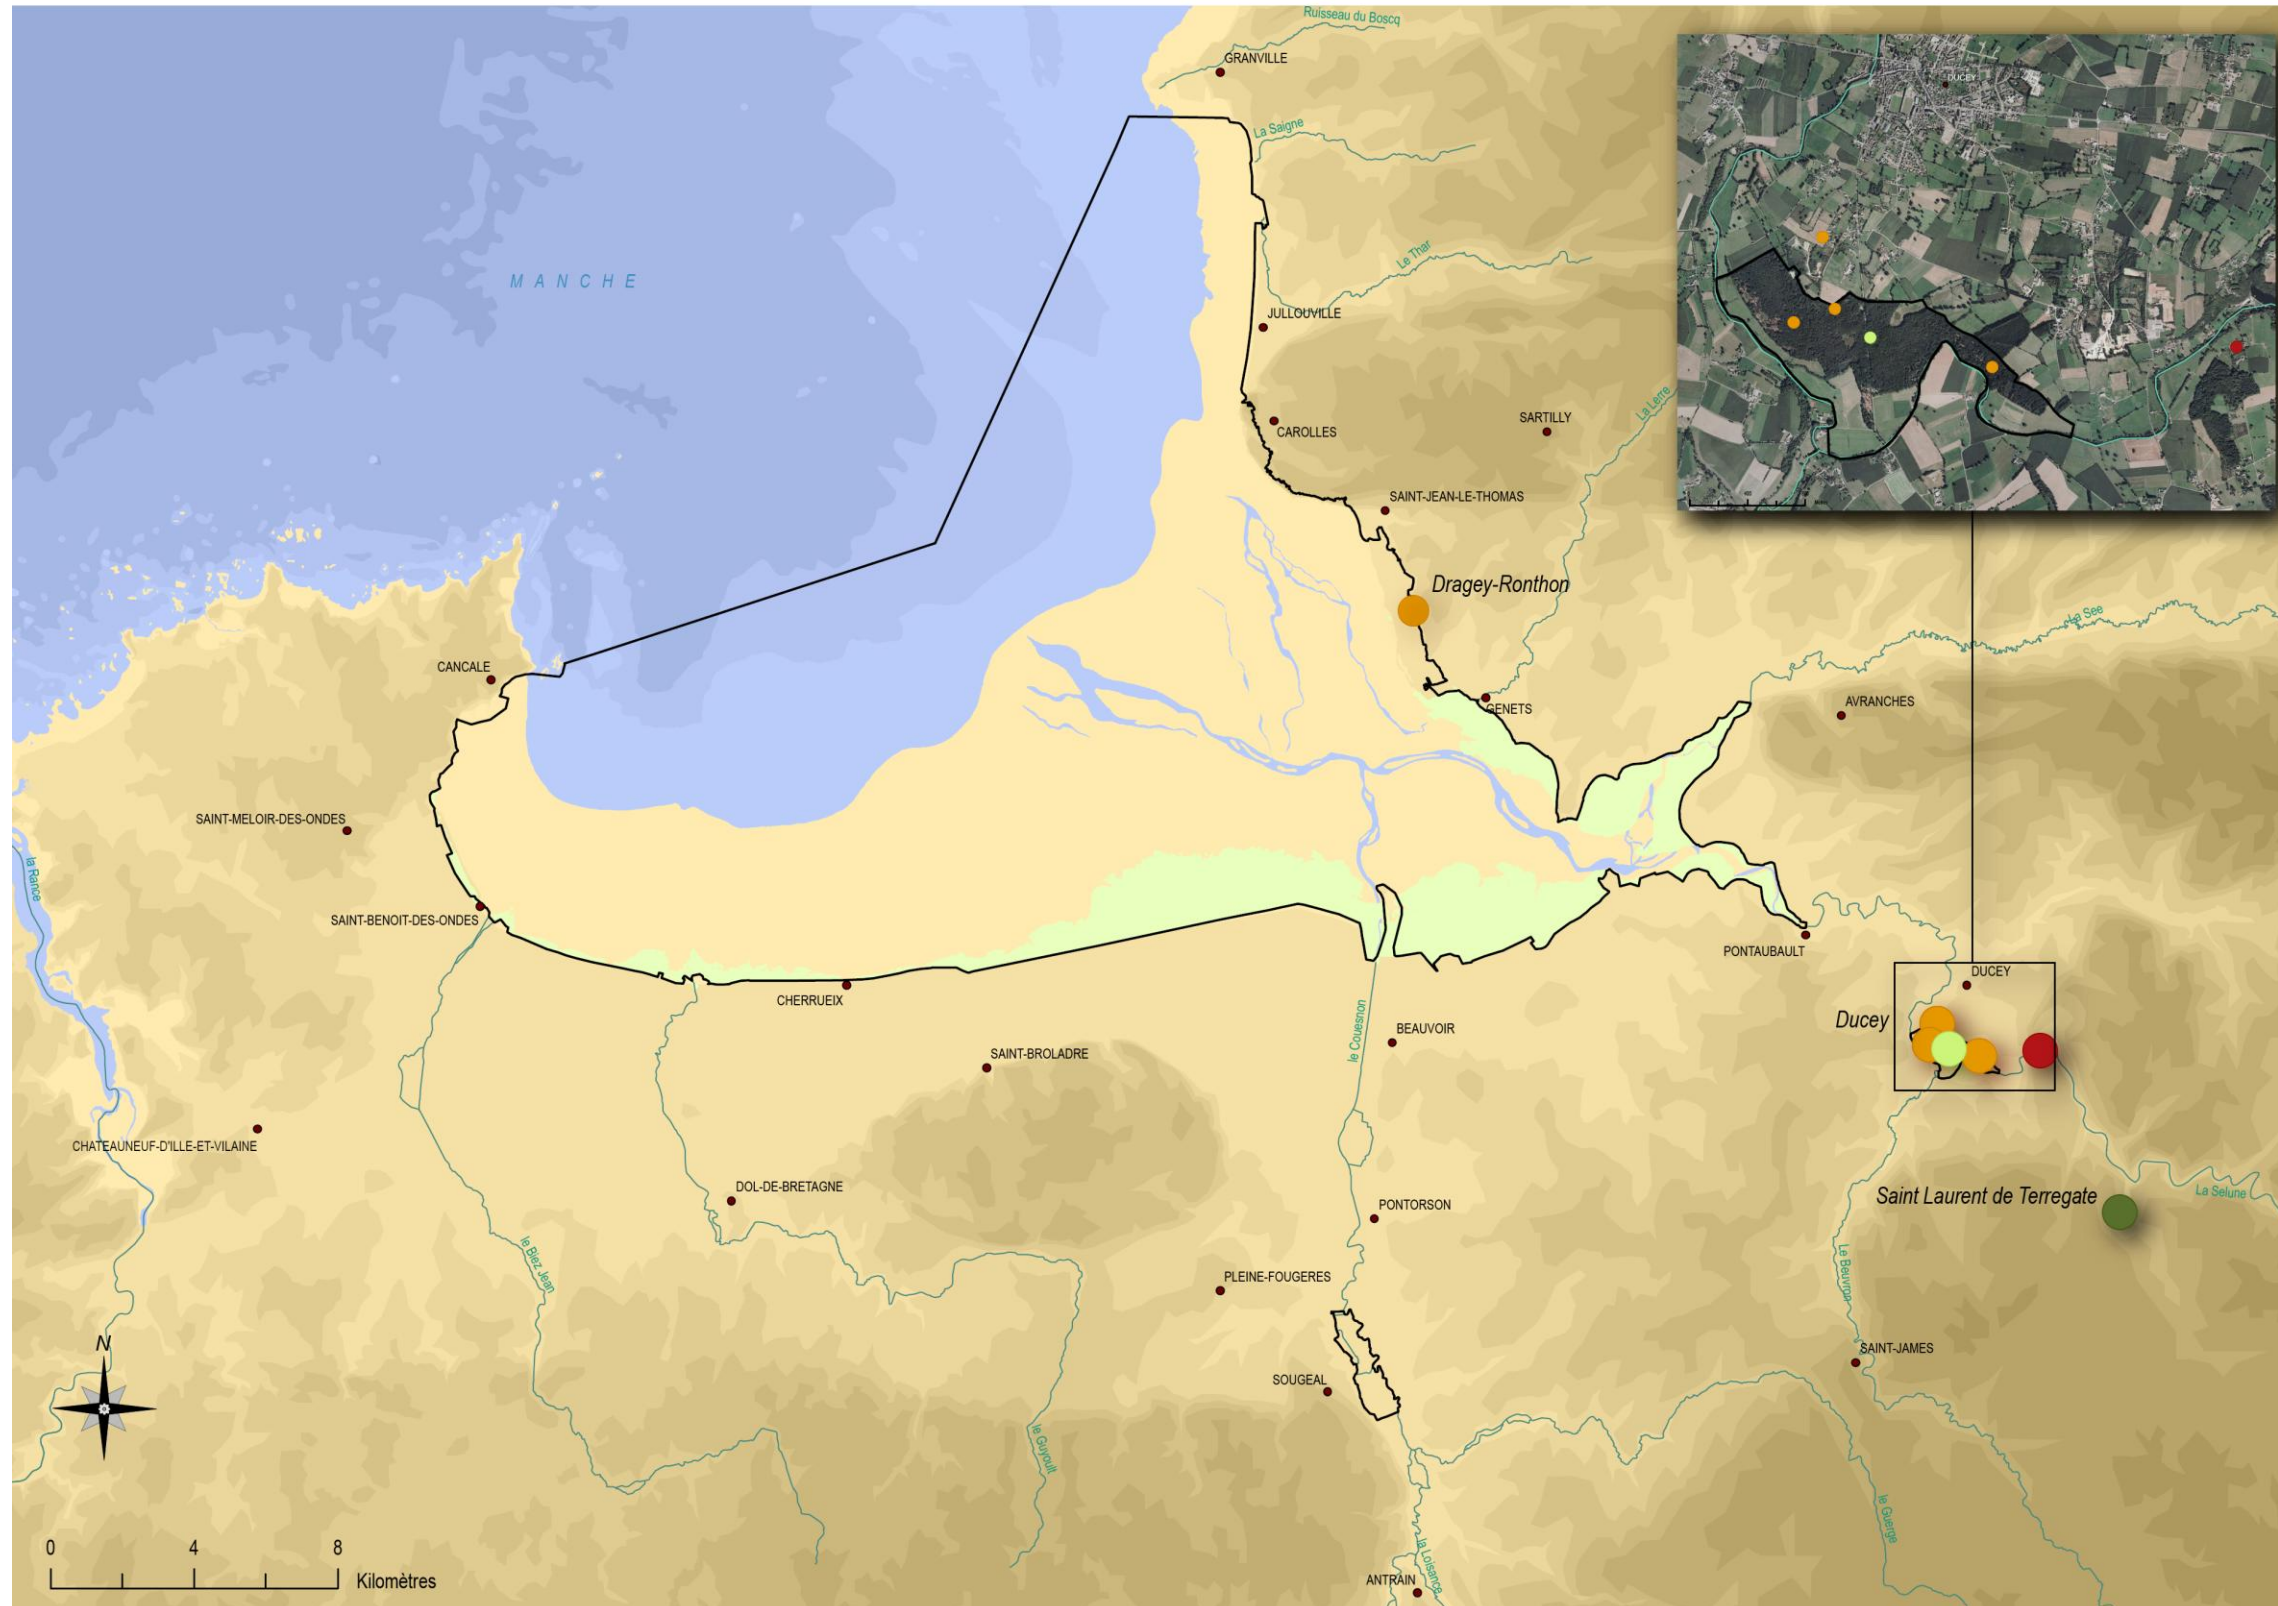 Ruisseau du Boscq
GRANVILLE
DUCEY
La Saigne
Le Thar
M A N C H E
JULLOUVILLE
La Lerre
CAROLLES
SARTILLY
SAINT-JEAN-LE-THOMAS
Dragey-Ronthon
La See
CANCALE
GENETS
AVRANCHES
SAINT-MELOIR-DES-ONDES
la Rance
SAINT-BENOIT-DES-ONDES
PONTAUBAULT
DUCEY
CHERRUEIX
Ducey
le Couesnon
BEAUVOIR
SAINT-BROLADRE
CHATEAUNEUF-D'ILLE-ET-VILAINE
DOL-DE-BRETAGNE
Saint Laurent de Terregate
La Selune
PONTORSON
le Biez Jean
Le Beuvron
PLEINE-FOUGERES
N
SAINT-JAMES
SOUGEAL
le Guyoult
le Guerge
0 4 8
Kilomètres
la Loisance
ANTRAIN